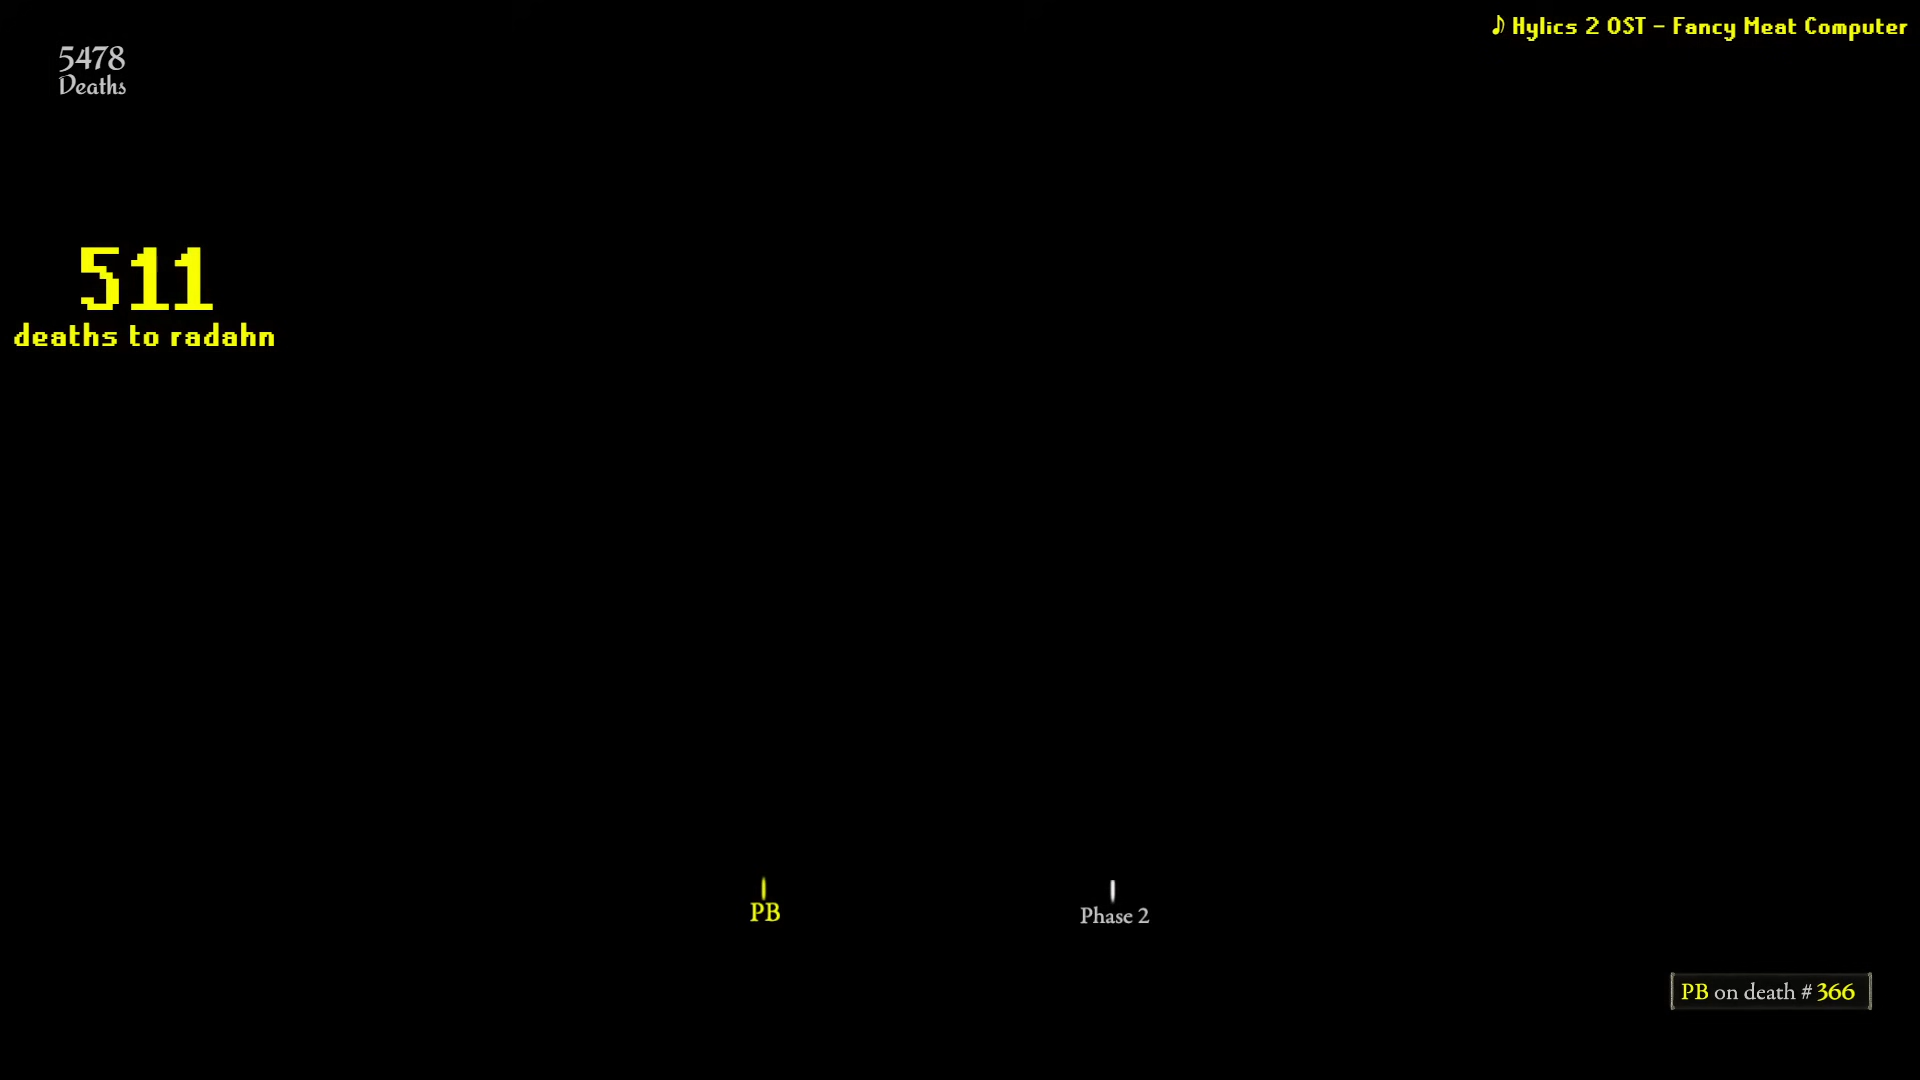 ♪ Hylics 2 OST - Fancy Meat Computer
5478
Deaths
511
deaths to radahn
PB
Phase 2
PB on death # 366